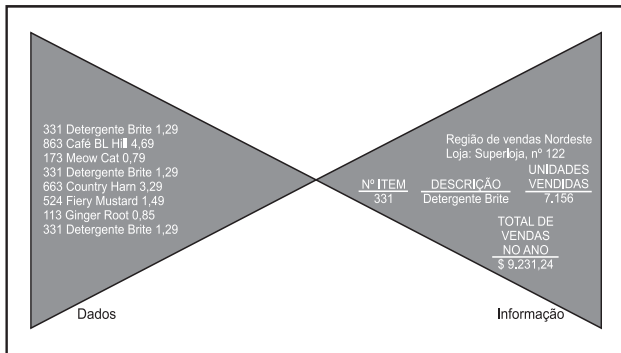 331 Detergente Brite 1,29
863 Café BL Hill 4,69
173 Meow Cat 0,79
331 Detergente Brite 1,29
663 Country Harn 3,29
524 Fiery Mustard 1,49
113 Ginger Root 0,85
331 Detergente Brite 1,29
Dados
Região de vendas Nordeste
Loja: Superloja, nº 122
UNIDADES
Nº ITEM DESCRIÇÃO VENDIDAS
331 Detergente Brite 7.156
TOTAL DE
VENDAS
NO ANO
$ 9.231,24
Informação